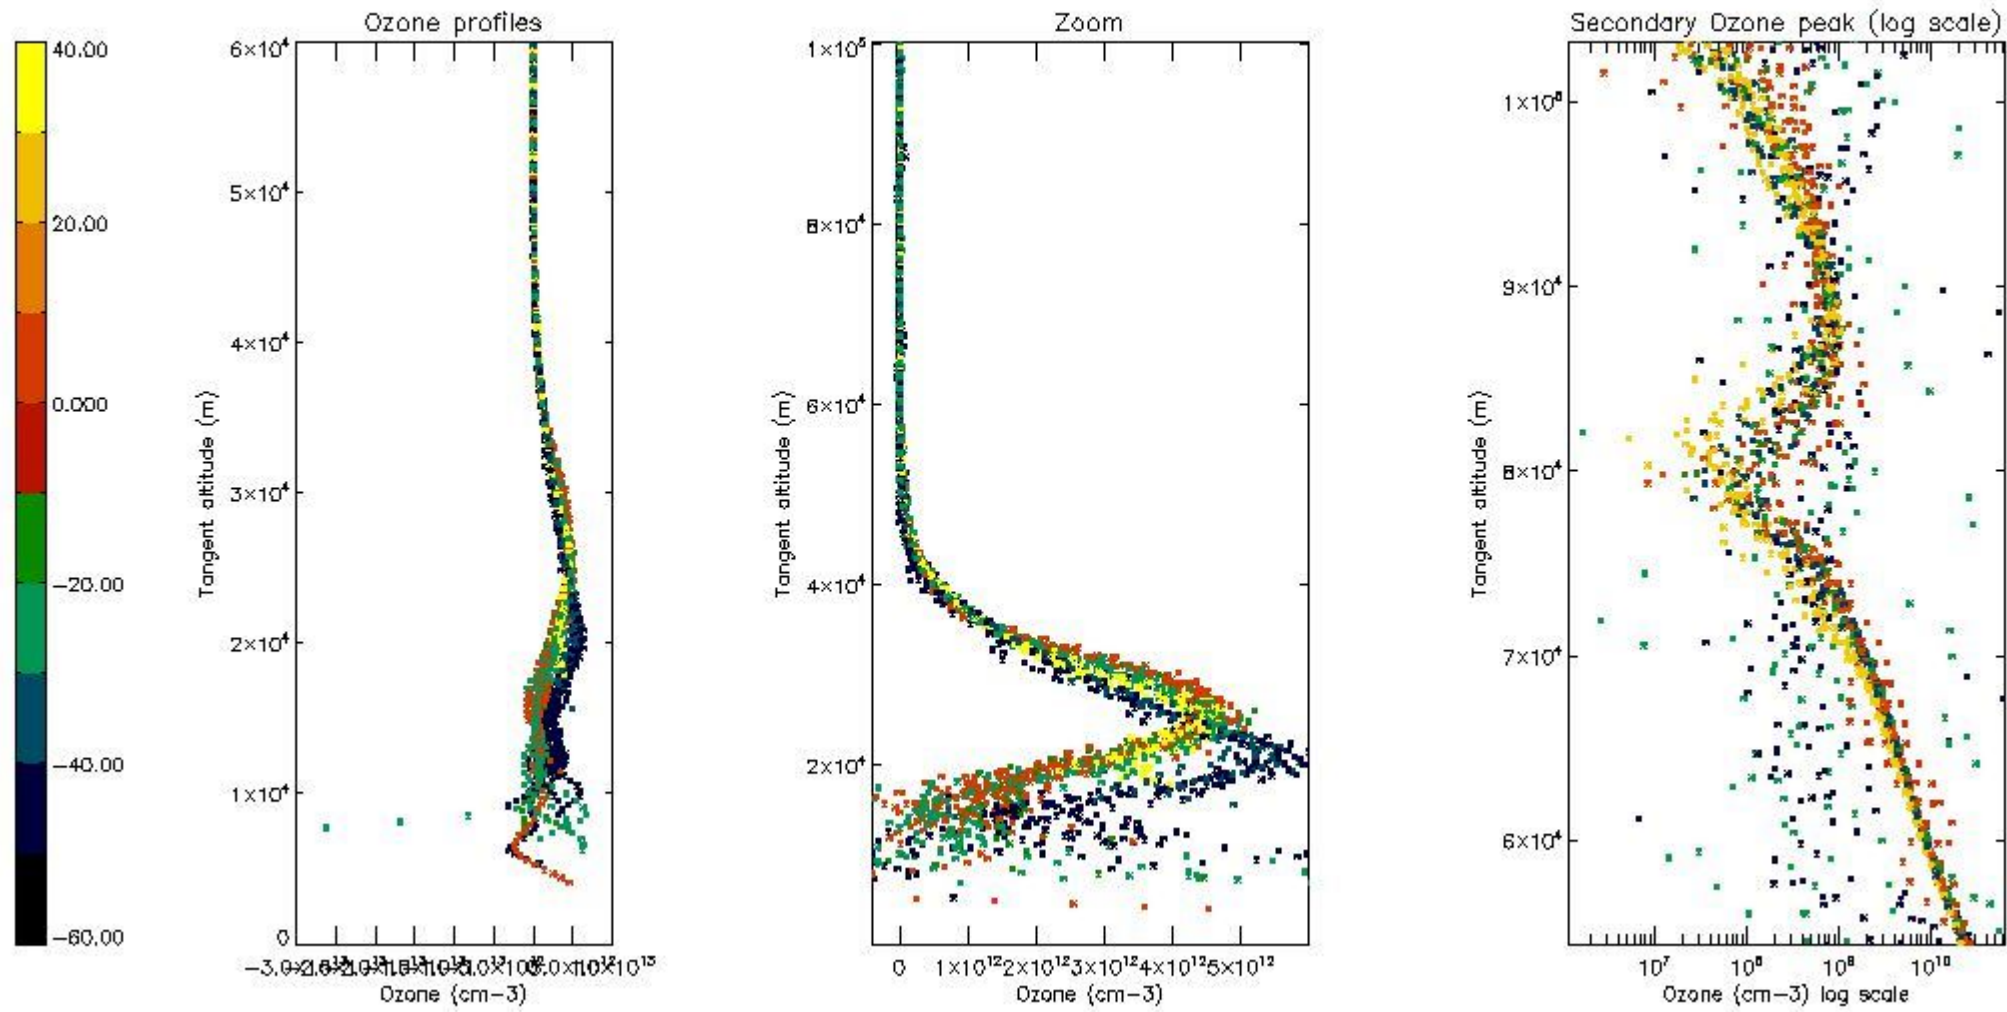 Ozone profiles
Zoom
Secondary Ozone peak (log scale)
40.00
20.00
0.000
−20.00
−40.00
−60.00
6×10⁴
5×10⁴
4×10⁴
3×10⁴
2×10⁴
1×10⁴
0
Tangent altitude (m)
Ozone (cm−3)
1×10⁵
8×10⁴
6×10⁴
4×10⁴
2×10⁴
Tangent altitude (m)
0 1×10¹² 2×10¹² 3×10¹² 4×10¹² 5×10¹²
Ozone (cm−3)
1×10⁵
9×10⁴
8×10⁴
7×10⁴
6×10⁴
Tangent altitude (m)
10⁷ 10⁸ 10⁹ 10¹⁰
Ozone (cm−3) log scale